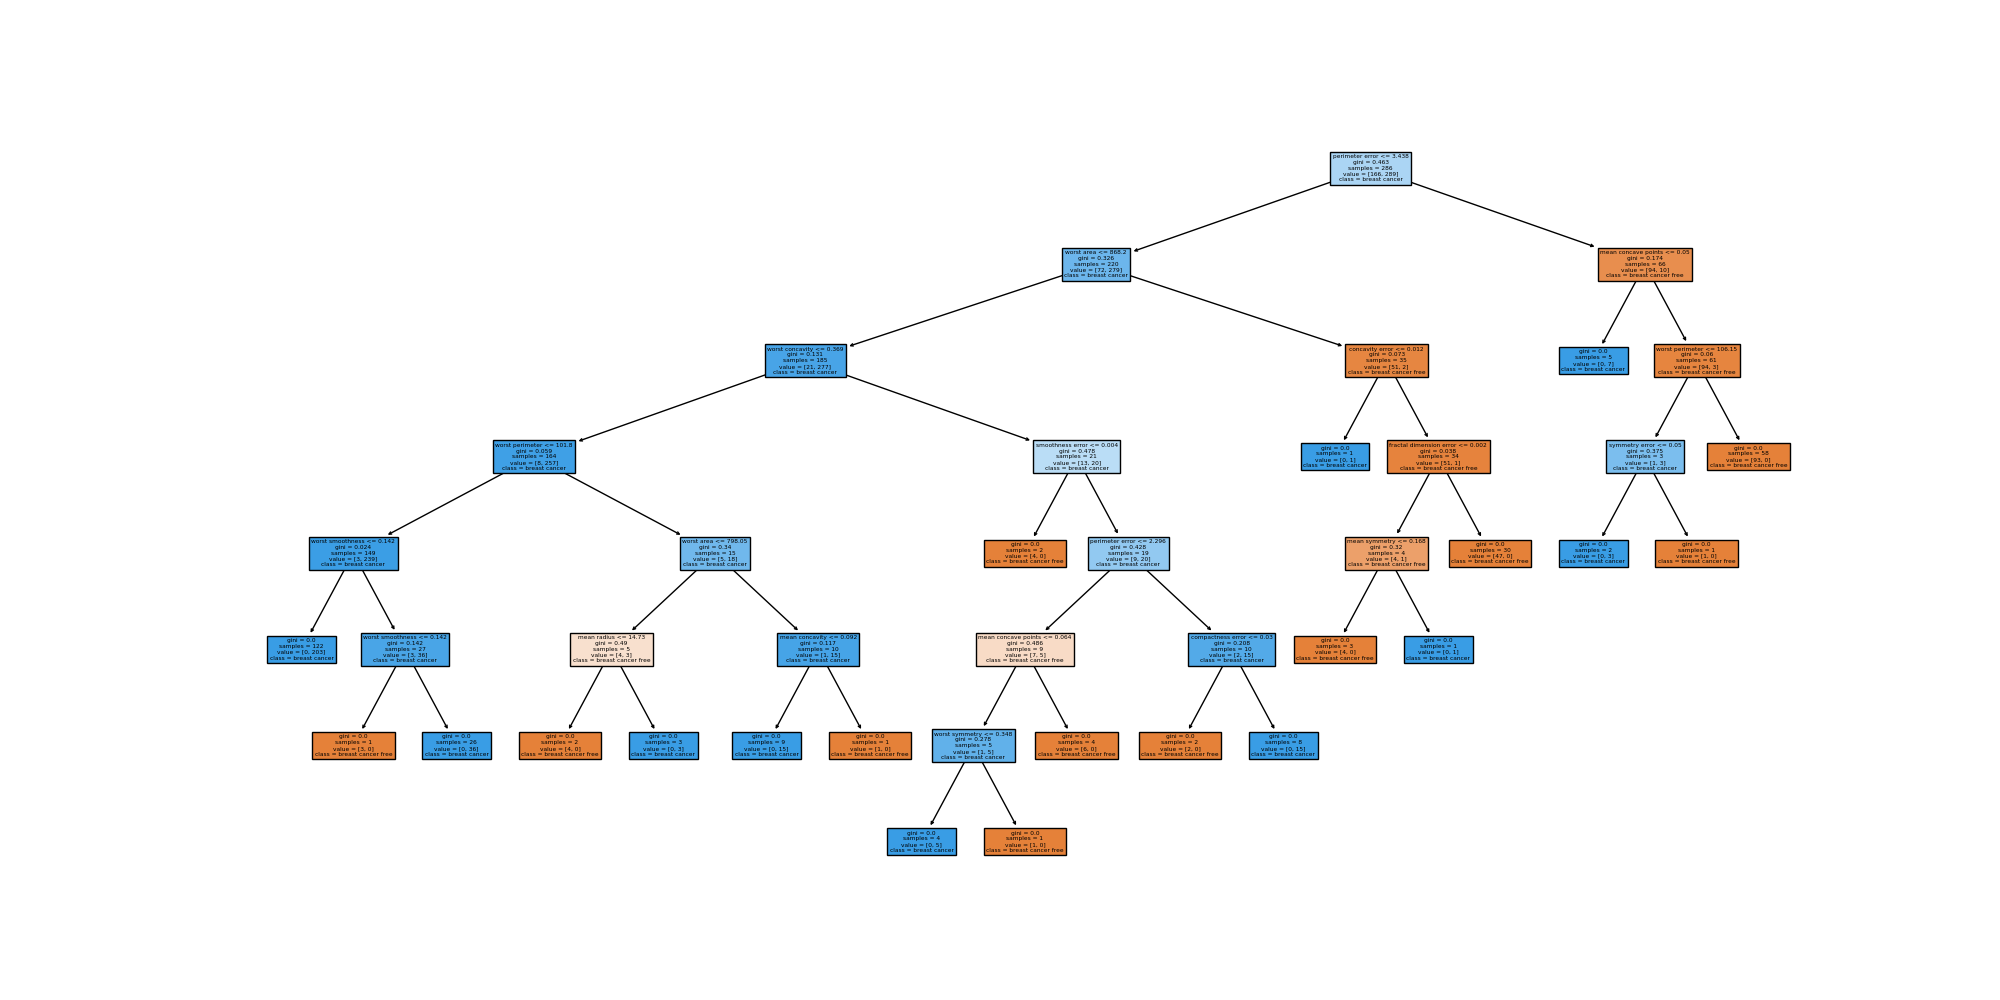 perimeter error <= 3.438
gini = 0.463
samples = 286
value = [166, 289]
class = breast cancer
worst area <= 868.2
gini = 0.326
samples = 220
value = [72, 279]
class = breast cancer
mean concave points <= 0.05
gini = 0.174
samples = 66
value = [94, 10]
class = breast cancer free
worst concavity <= 0.369
gini = 0.131
samples = 185
value = [21, 277]
class = breast cancer
concavity error <= 0.012
gini = 0.073
samples = 35
value = [51, 2]
class = breast cancer free
gini = 0.0
samples = 5
value = [0, 7]
class = breast cancer
worst perimeter <= 106.15
gini = 0.06
samples = 61
value = [94, 3]
class = breast cancer free
worst perimeter <= 101.8
gini = 0.059
samples = 164
value = [8, 257]
class = breast cancer
smoothness error <= 0.004
gini = 0.478
samples = 21
value = [13, 20]
class = breast cancer
gini = 0.0
samples = 1
value = [0, 1]
class = breast cancer
fractal dimension error <= 0.002
gini = 0.038
samples = 34
value = [51, 1]
class = breast cancer free
symmetry error <= 0.05
gini = 0.375
samples = 3
value = [1, 3]
class = breast cancer
gini = 0.0
samples = 58
value = [93, 0]
class = breast cancer free
worst smoothness <= 0.142
gini = 0.024
samples = 149
value = [3, 239]
class = breast cancer
worst area <= 798.05
gini = 0.34
samples = 15
value = [5, 18]
class = breast cancer
gini = 0.0
samples = 2
value = [4, 0]
class = breast cancer free
perimeter error <= 2.296
gini = 0.428
samples = 19
value = [9, 20]
class = breast cancer
mean symmetry <= 0.168
gini = 0.32
samples = 4
value = [4, 1]
class = breast cancer free
gini = 0.0
samples = 30
value = [47, 0]
class = breast cancer free
gini = 0.0
samples = 2
value = [0, 3]
class = breast cancer
gini = 0.0
samples = 1
value = [1, 0]
class = breast cancer free
gini = 0.0
samples = 122
value = [0, 203]
class = breast cancer
worst smoothness <= 0.142
gini = 0.142
samples = 27
value = [3, 36]
class = breast cancer
mean radius <= 14.73
gini = 0.49
samples = 5
value = [4, 3]
class = breast cancer free
mean concavity <= 0.092
gini = 0.117
samples = 10
value = [1, 15]
class = breast cancer
mean concave points <= 0.064
gini = 0.486
samples = 9
value = [7, 5]
class = breast cancer free
compactness error <= 0.03
gini = 0.208
samples = 10
value = [2, 15]
class = breast cancer
gini = 0.0
samples = 3
value = [4, 0]
class = breast cancer free
gini = 0.0
samples = 1
value = [0, 1]
class = breast cancer
gini = 0.0
samples = 1
value = [3, 0]
class = breast cancer free
gini = 0.0
samples = 26
value = [0, 36]
class = breast cancer
gini = 0.0
samples = 2
value = [4, 0]
class = breast cancer free
gini = 0.0
samples = 3
value = [0, 3]
class = breast cancer
gini = 0.0
samples = 9
value = [0, 15]
class = breast cancer
gini = 0.0
samples = 1
value = [1, 0]
class = breast cancer free
worst symmetry <= 0.348
gini = 0.278
samples = 5
value = [1, 5]
class = breast cancer
gini = 0.0
samples = 4
value = [6, 0]
class = breast cancer free
gini = 0.0
samples = 2
value = [2, 0]
class = breast cancer free
gini = 0.0
samples = 8
value = [0, 15]
class = breast cancer
gini = 0.0
samples = 4
value = [0, 5]
class = breast cancer
gini = 0.0
samples = 1
value = [1, 0]
class = breast cancer free